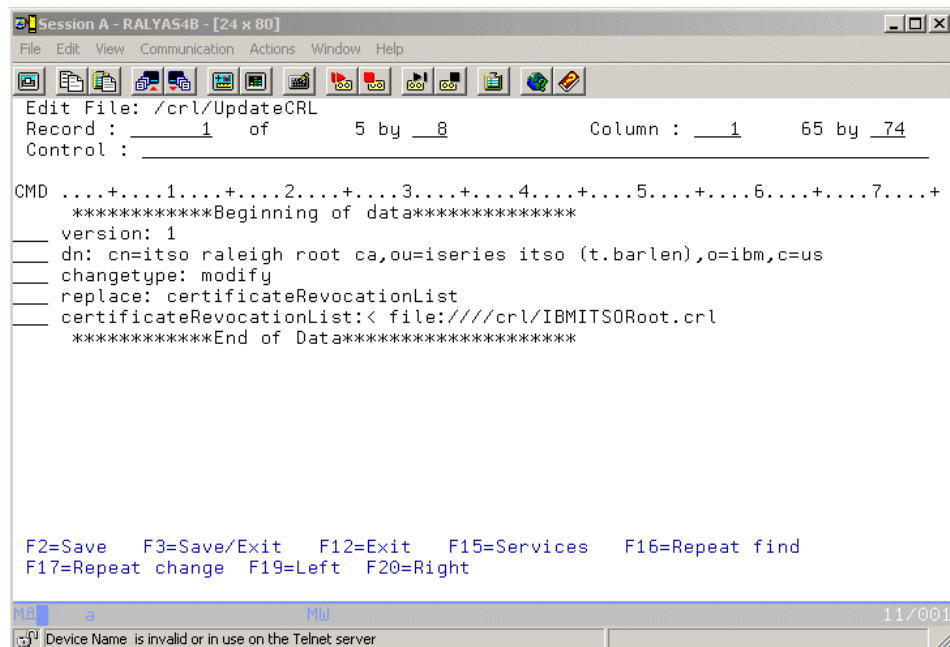 Session A - RALYAS4B - [24 x 80]
File Edit View Communication Actions Window Help
Edit File: /crl/UpdateCRL
Record : 1 of 5 by 8 Column : 1 65 by 74
Control :
CMD ....+....1....+....2....+....3....+....4....+....5....+....6....+....7....+
************Beginning of data**************
version: 1
dn: cn=itso raleigh root ca,ou=iseries itso (t.barlen),o=ibm,c=us
changetype: modify
replace: certificateRevocationList
certificateRevocationList:< file:////crl/IBMITSORoot.crl
************End of Data********************
F2=Save F3=Save/Exit F12=Exit F15=Services F16=Repeat find
F17=Repeat change F19=Left F20=Right
MA a MW 11/001
Device Name is invalid or in use on the Telnet server